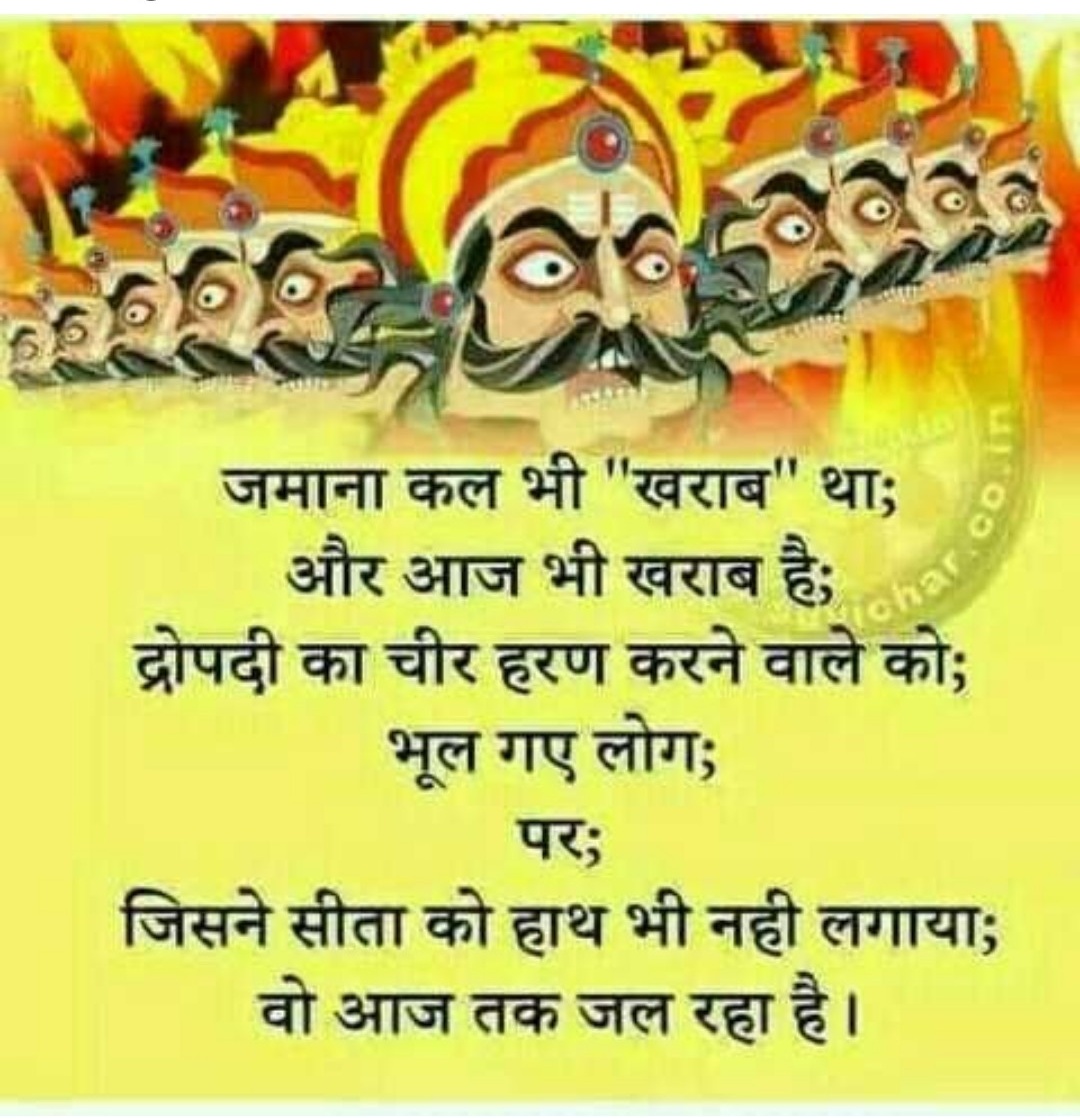 जमाना कल भी "खराब" था;
और आज भी खराब है;
द्रोपदी का चीर हरण करने वाले को;
भूल गए लोग;
पर;
जिसने सीता को हाथ भी नही लगाया;
वो आज तक जल रहा है।